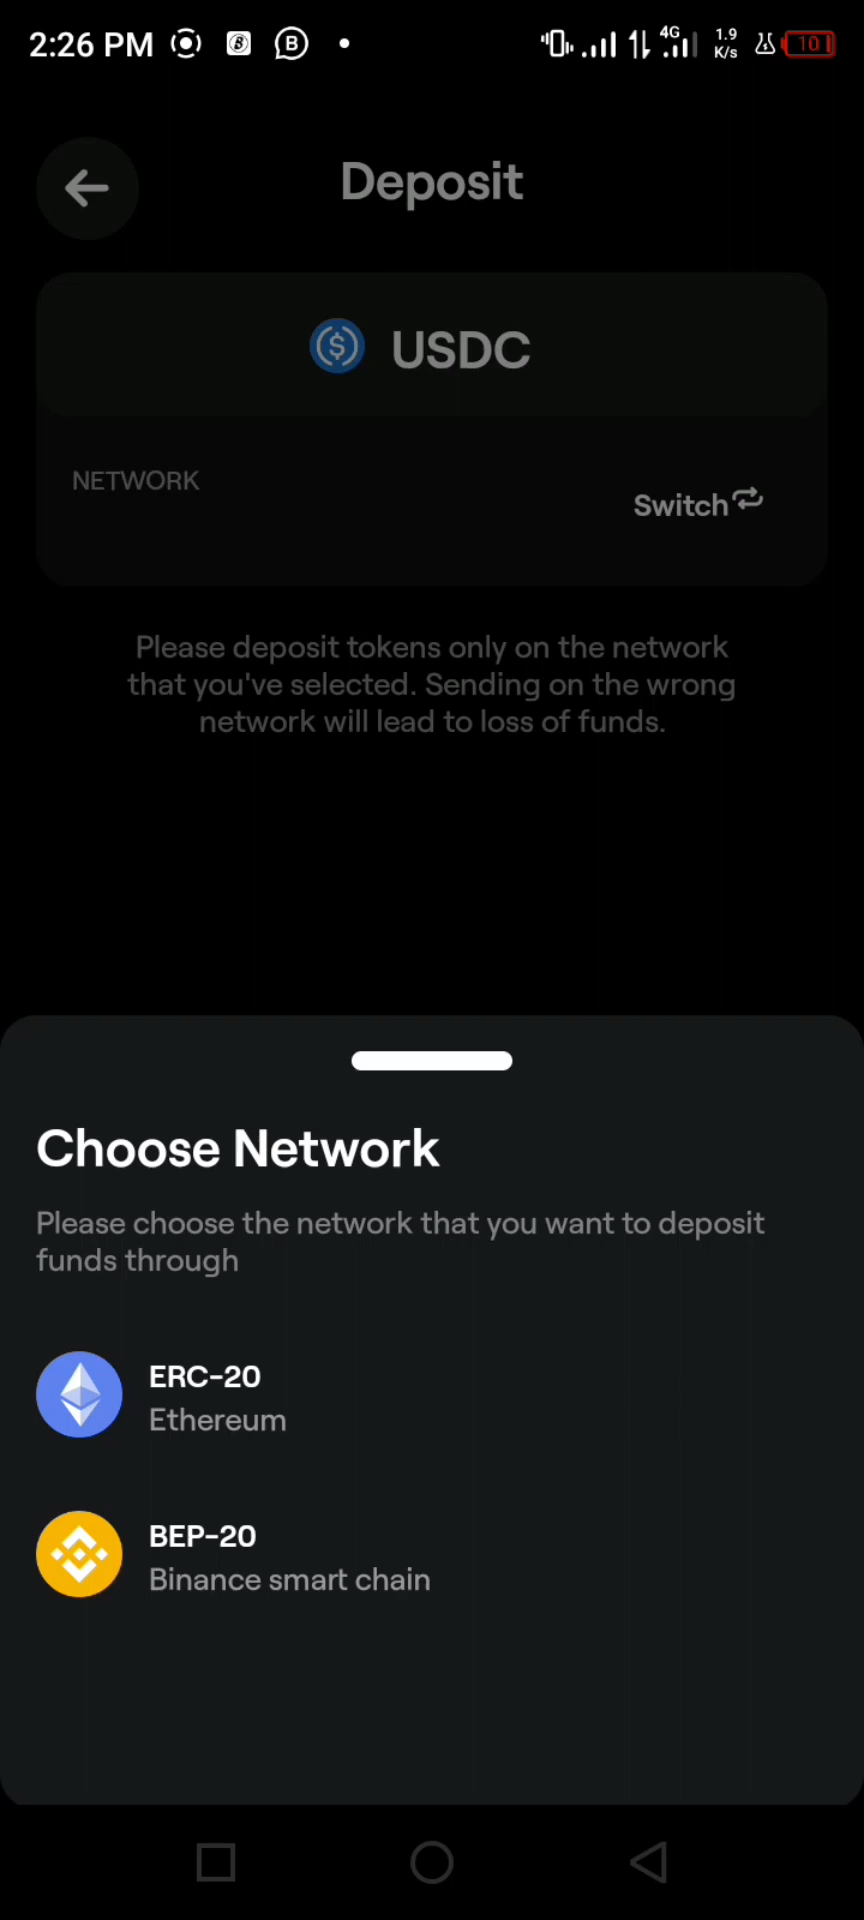 2:26 PM
4G
1.9
K/s
10
Deposit
USDC
NETWORK
Switch
Please deposit tokens only on the network
that you've selected. Sending on the wrong
network will lead to loss of funds.
Choose Network
Please choose the network that you want to deposit
funds through
ERC-20
Ethereum
BEP-20
Binance smart chain